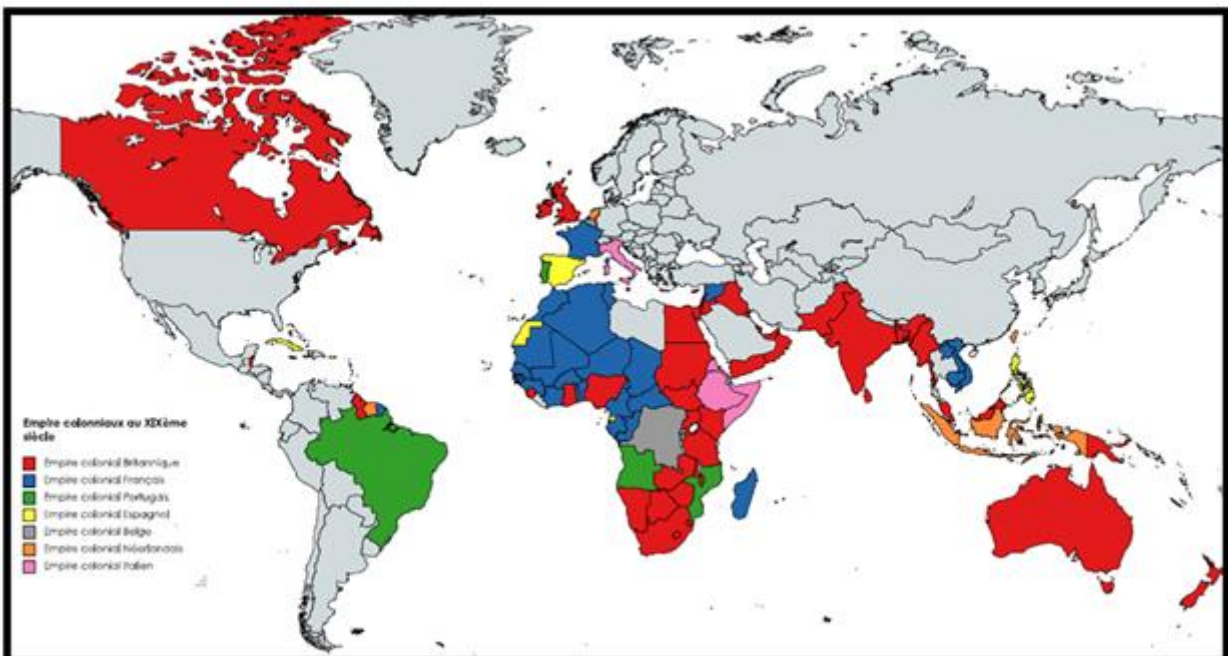 Empire coloniaux au XIXème
siècle
Empire colonial Britannique
Empire colonial Français
Empire colonial Portugais
Empire colonial Espagnol
Empire colonial Belge
Empire colonial Néerlandais
Empire colonial Italien